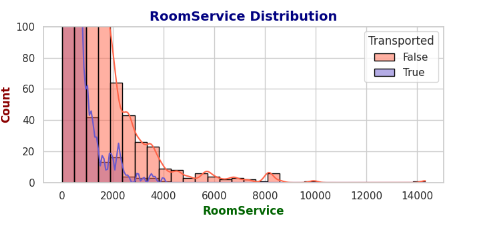 RoomService Distribution
Transported
False
True
Count
100
80
60
40
20
0
0 2000 4000 6000 8000 10000 12000 14000
RoomService